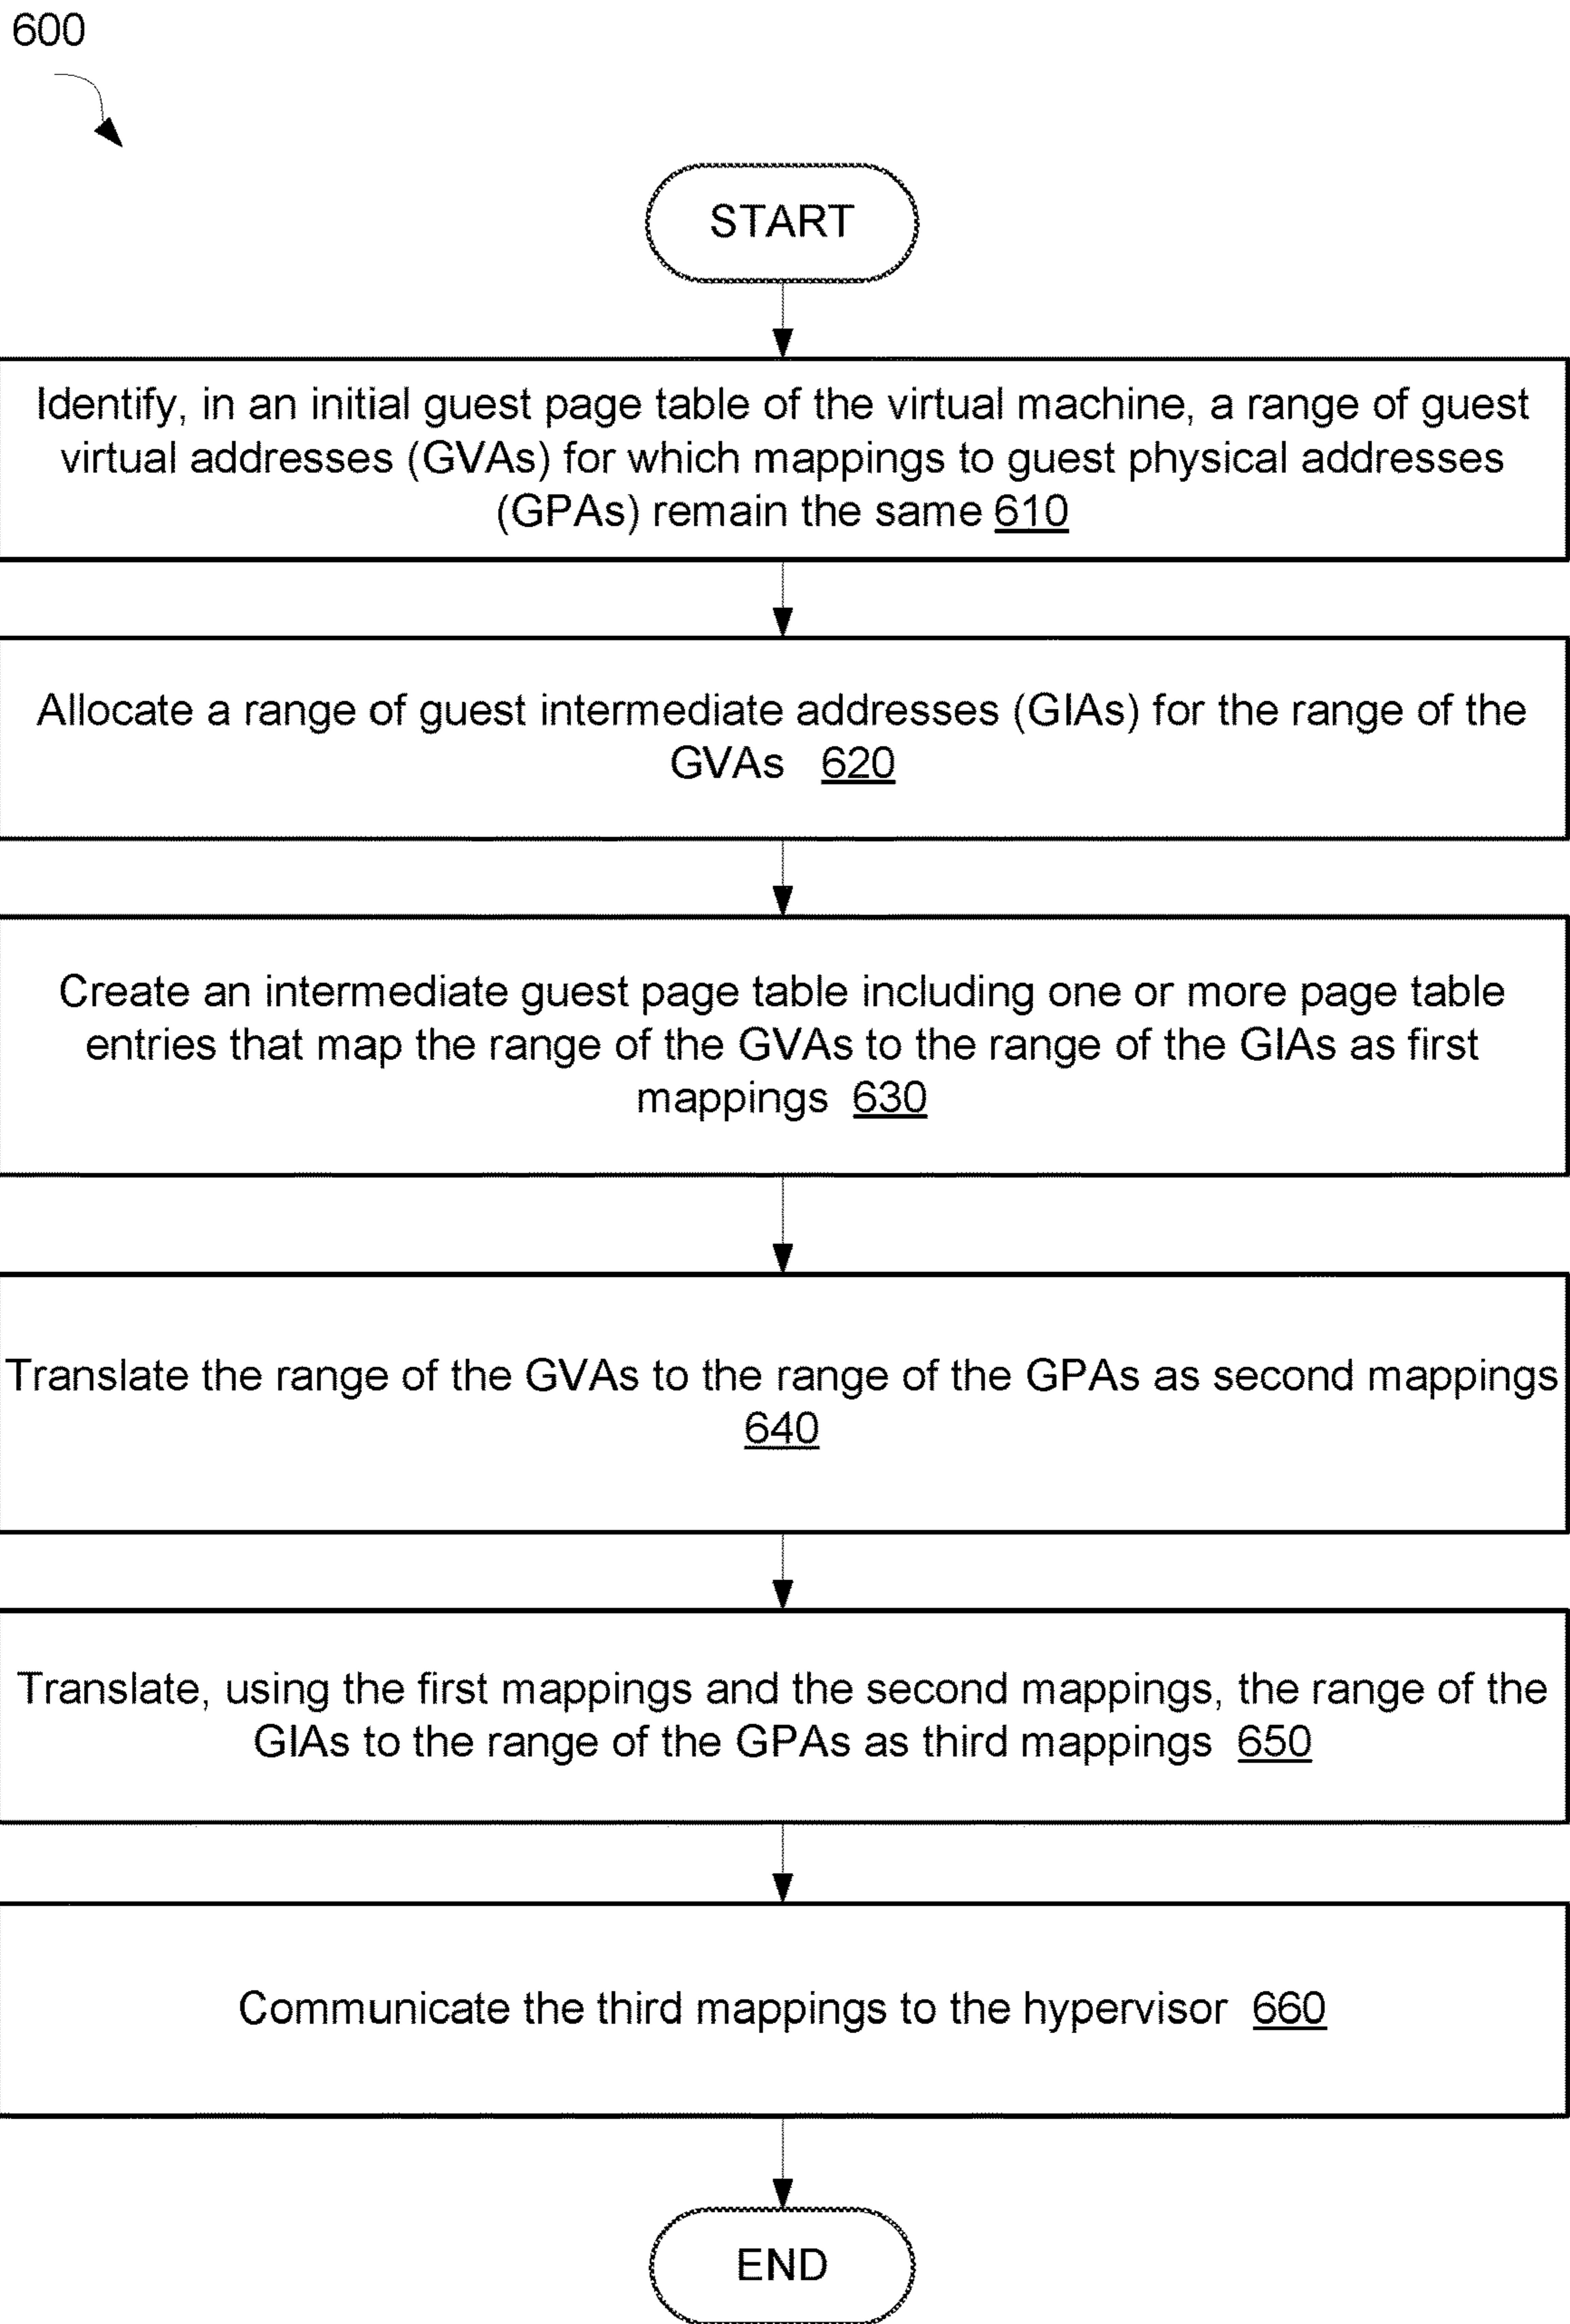 600
START
Identify, in an initial guest page table of the virtual machine, a range of guest
virtual addresses (GVAs) for which mappings to guest physical addresses
(GPAs) remain the same 610
Allocate a range of guest intermediate addresses (GIAs) for the range of the
GVAs 620
Create an intermediate guest page table including one or more page table
entries that map the range of the GVAs to the range of the GIAs as first
mappings 630
Translate the range of the GVAs to the range of the GPAs as second mappings
640
Translate, using the first mappings and the second mappings, the range of the
GIAs to the range of the GPAs as third mappings 650
Communicate the third mappings to the hypervisor 660
END